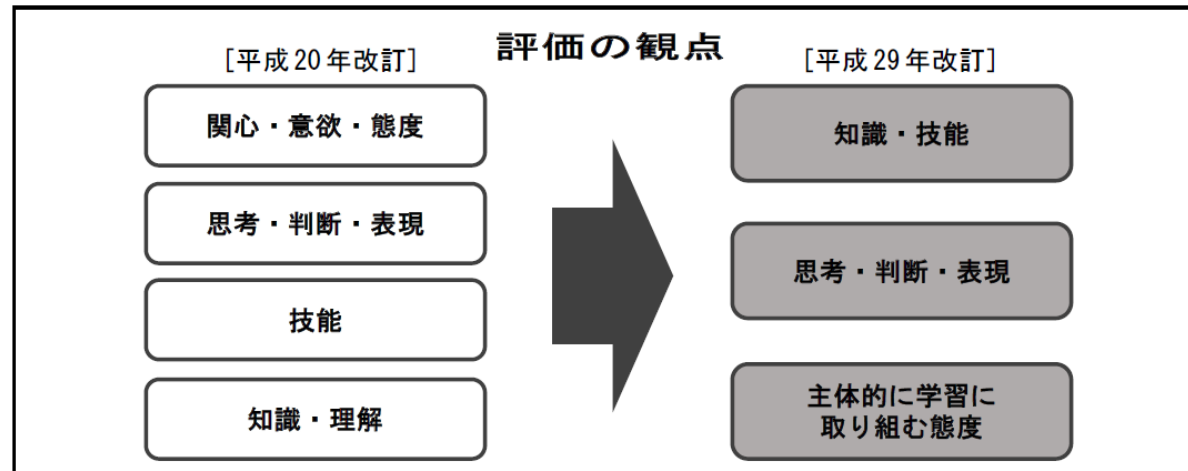 評価の観点
[平成20年改訂]
関心・意欲・態度
思考・判断・表現
技能
知識・理解
[平成29年改訂]
知識・技能
思考・判断・表現
主体的に学習に
取り組む態度